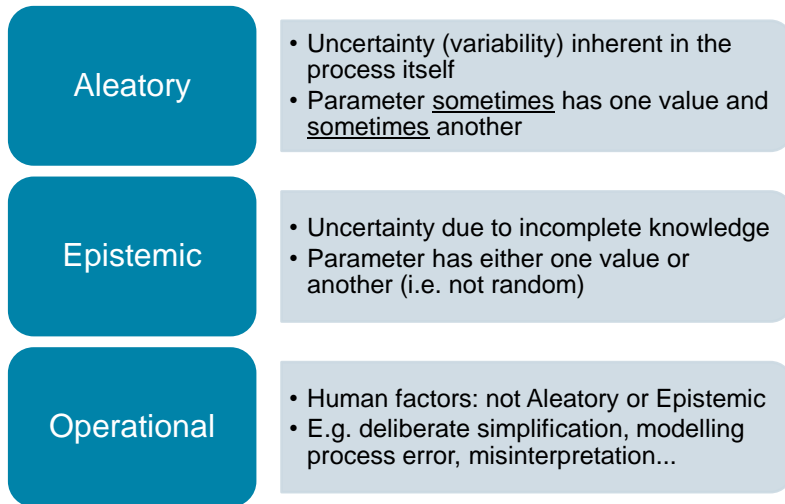 Aleatory
• Uncertainty (variability) inherent in the
process itself
• Parameter sometimes has one value and
sometimes another
Epistemic
• Uncertainty due to incomplete knowledge
• Parameter has either one value or
another (i.e. not random)
Operational
• Human factors: not Aleatory or Epistemic
• E.g. deliberate simplification, modelling
process error, misinterpretation...